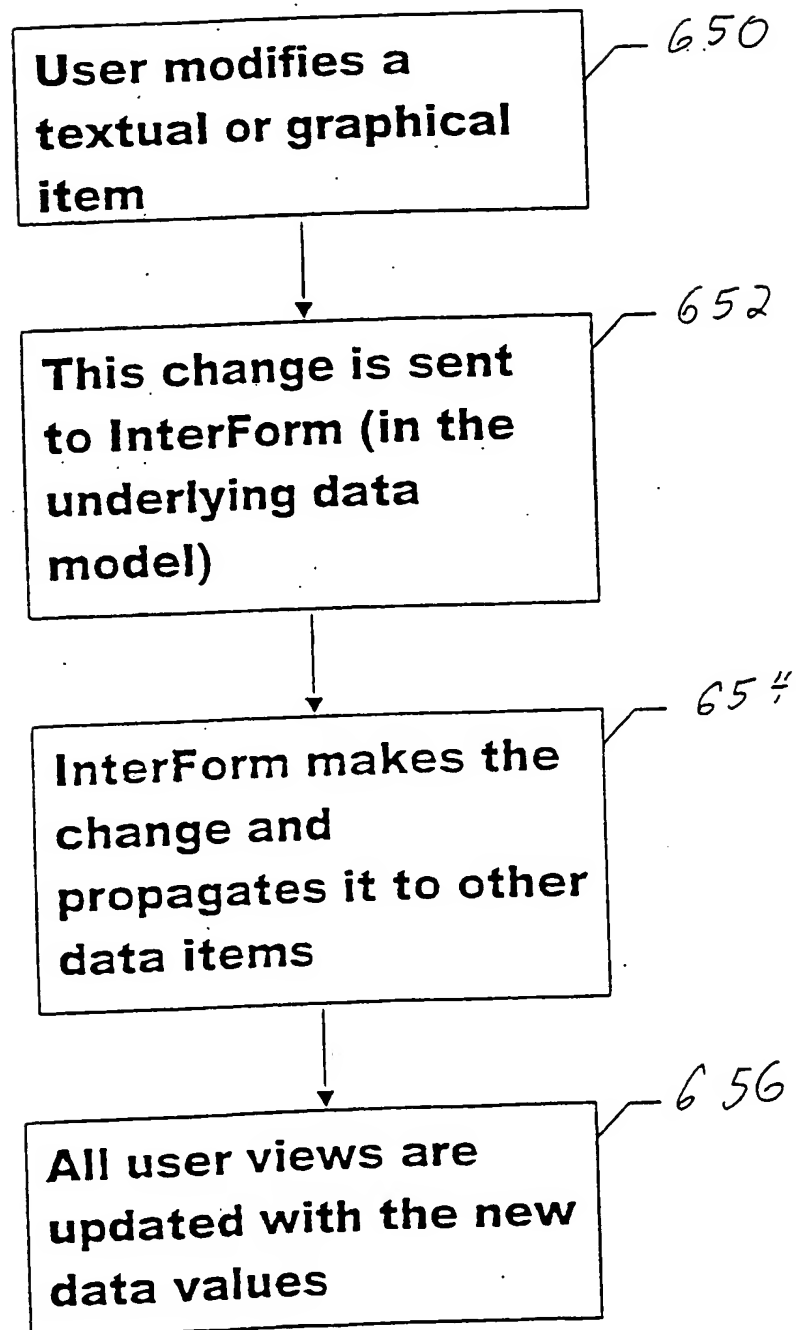 User modifies a
textual or graphical
item
650
This change is sent
to InterForm (in the
underlying data
model)
652
InterForm makes the
change and
propagates it to other
data items
654
All user views are
updated with the new
data values
656